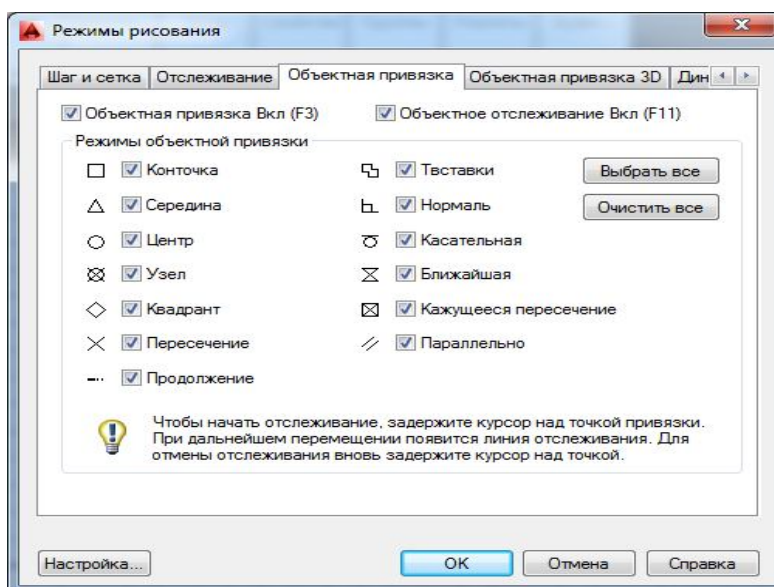 Режимы рисования
Шаг и сетка Отслеживание Объектная привязка Объектная привязка 3D Дин
Объектная привязка Вкл (F3) Объектное отслеживание Вкл (F11)
Режимы объектной привязки
Конточка Твставки Выбрать все
Середина Нормаль Очистить все
Центр Касательная
Узел Ближайшая
Квадрант Кажущееся пересечение
Пересечение Параллельно
Продолжение
Чтобы начать отслеживание, задержите курсор над точкой привязки.
При дальнейшем перемещении появится линия отслеживания. Для
отмены отслеживания вновь задержите курсор над точкой.
Настройка... OK Отмена Справка